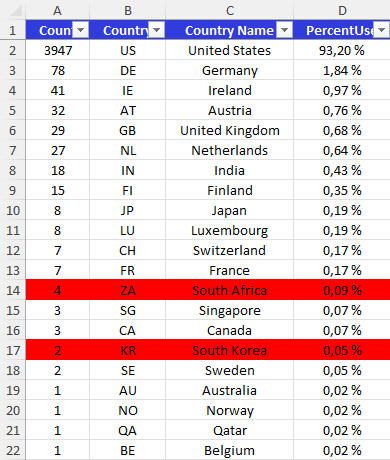 A B C D
1 Coun Country Country Name PercentUse
2 3947 US United States 93,20 %
3 78 DE Germany 1,84 %
4 41 IE Ireland 0,97 %
5 32 AT Austria 0,76 %
6 29 GB United Kingdom 0,68 %
7 27 NL Netherlands 0,64 %
8 18 IN India 0,43 %
9 15 FI Finland 0,35 %
10 8 JP Japan 0,19 %
11 8 LU Luxembourg 0,19 %
12 7 CH Switzerland 0,17 %
13 7 FR France 0,17 %
14 4 ZA South Africa 0,09 %
15 3 SG Singapore 0,07 %
16 3 CA Canada 0,07 %
17 2 KR South Korea 0,05 %
18 2 SE Sweden 0,05 %
19 1 AU Australia 0,02 %
20 1 NO Norway 0,02 %
21 1 QA Qatar 0,02 %
22 1 BE Belgium 0,02 %